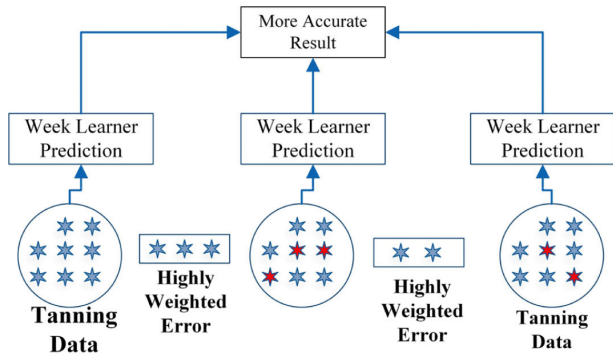 More Accurate
Result
Week Learner
Prediction
Week Learner
Prediction
Week Learner
Prediction
Tanning
Data
Highly
Weighted
Error
Highly
Weighted
Error
Tanning
Data